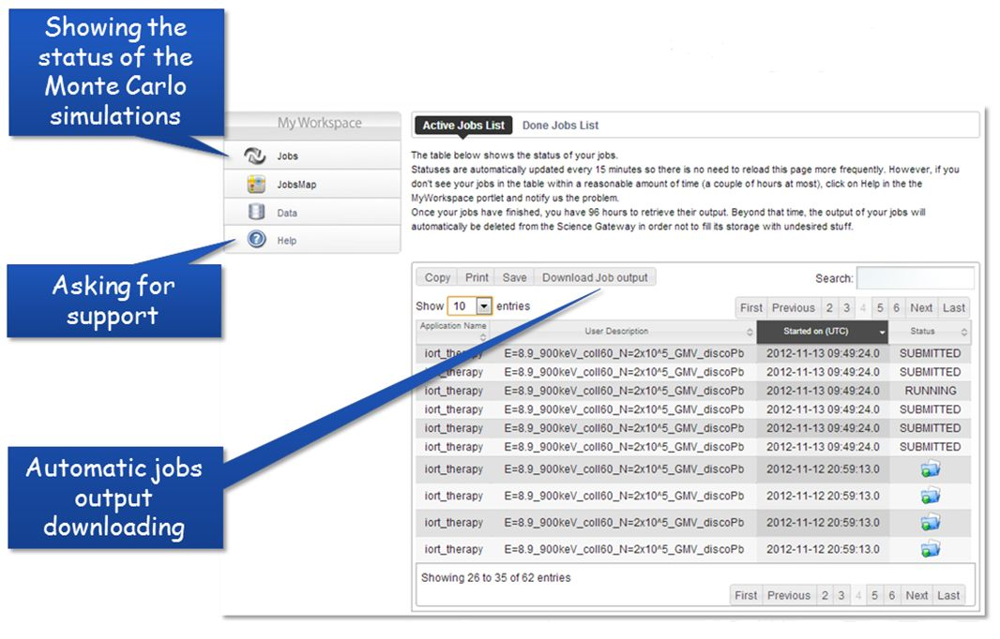 Showing the
status of the
Monte Carlo
simulations
My Workspace
Jobs
JobsMap
Data
Help
Asking for
support
Automatic jobs
output
downloading
Active Jobs List Done Jobs List
The table below shows the status of your jobs.
Statuses are automatically updated every 15 minutes so there is no need to reload this page more frequently. However, if you
don't see your jobs in the table within a reasonable amount of time (a couple of hours at most), click on Help in the the
MyWorkspace portlet and notify us the problem.
Once your jobs have finished, you have 96 hours to retrieve their output. Beyond that time, the output of your jobs will
automatically be deleted from the Science Gateway in order not to fill its storage with undesired stuff.
Copy Print Save Download Job output Search:
Show 10 entries First Previous 2 3 4 5 6 Next Last
Application Name User Description Started on (UTC) Status
iort_therapy E=8.9_900keV_coll60_N=2x10^5_GMV_discoPb 2012-11-13 09:49:24.0 SUBMITTED
iort_therapy E=8.9_900keV_coll60_N=2x10^5_GMV_discoPb 2012-11-13 09:49:24.0 SUBMITTED
iort_therapy E=8.9_900keV_coll60_N=2x10^5_GMV_discoPb 2012-11-13 09:49:24.0 RUNNING
iort_therapy E=8.9_900keV_coll60_N=2x10^5_GMV_discoPb 2012-11-13 09:49:24.0 SUBMITTED
iort_therapy E=8.9_900keV_coll60_N=2x10^5_GMV_discoPb 2012-11-13 09:49:24.0 SUBMITTED
iort_therapy E=8.9_900keV_coll60_N=2x10^5_GMV_discoPb 2012-11-13 09:49:24.0 SUBMITTED
iort_therapy E=8.9_900keV_coll60_N=2x10^5_GMV_discoPb 2012-11-12 20:59:13.0
iort_therapy E=8.9_900keV_coll60_N=2x10^5_GMV_discoPb 2012-11-12 20:59:13.0
iort_therapy E=8.9_900keV_coll60_N=2x10^5_GMV_discoPb 2012-11-12 20:59:13.0
iort_therapy E=8.9_900keV_coll60_N=2x10^5_GMV_discoPb 2012-11-12 20:59:13.0
Showing 26 to 35 of 62 entries
First Previous 2 3 4 5 6 Next Last